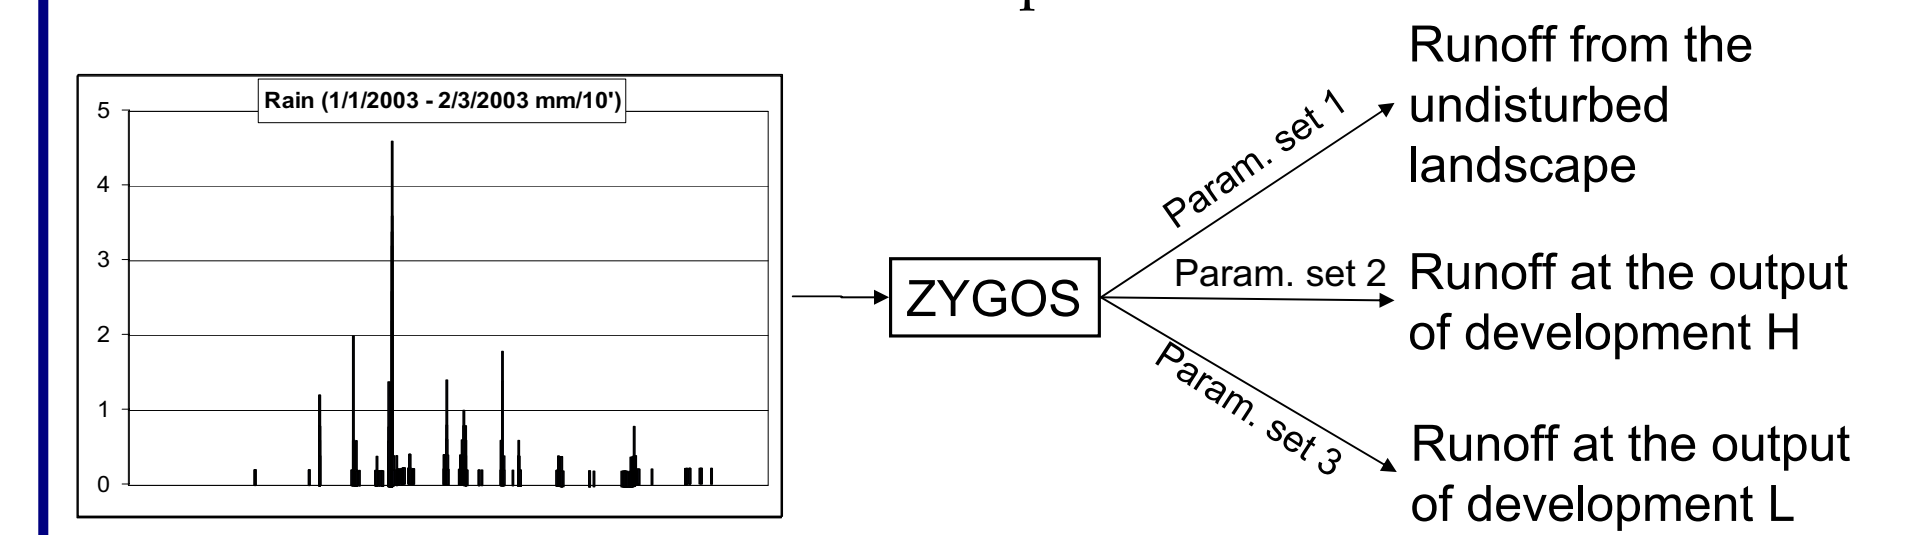 Rain (1/1/2003 - 2/3/2003 mm/10')
5
4
3
2
1
0
ZYGOS
Param. set 1
Param. set 2
Param. set 3
Runoff from the
undisturbed
landscape
Runoff at the output
of development H
Runoff at the output
of development L